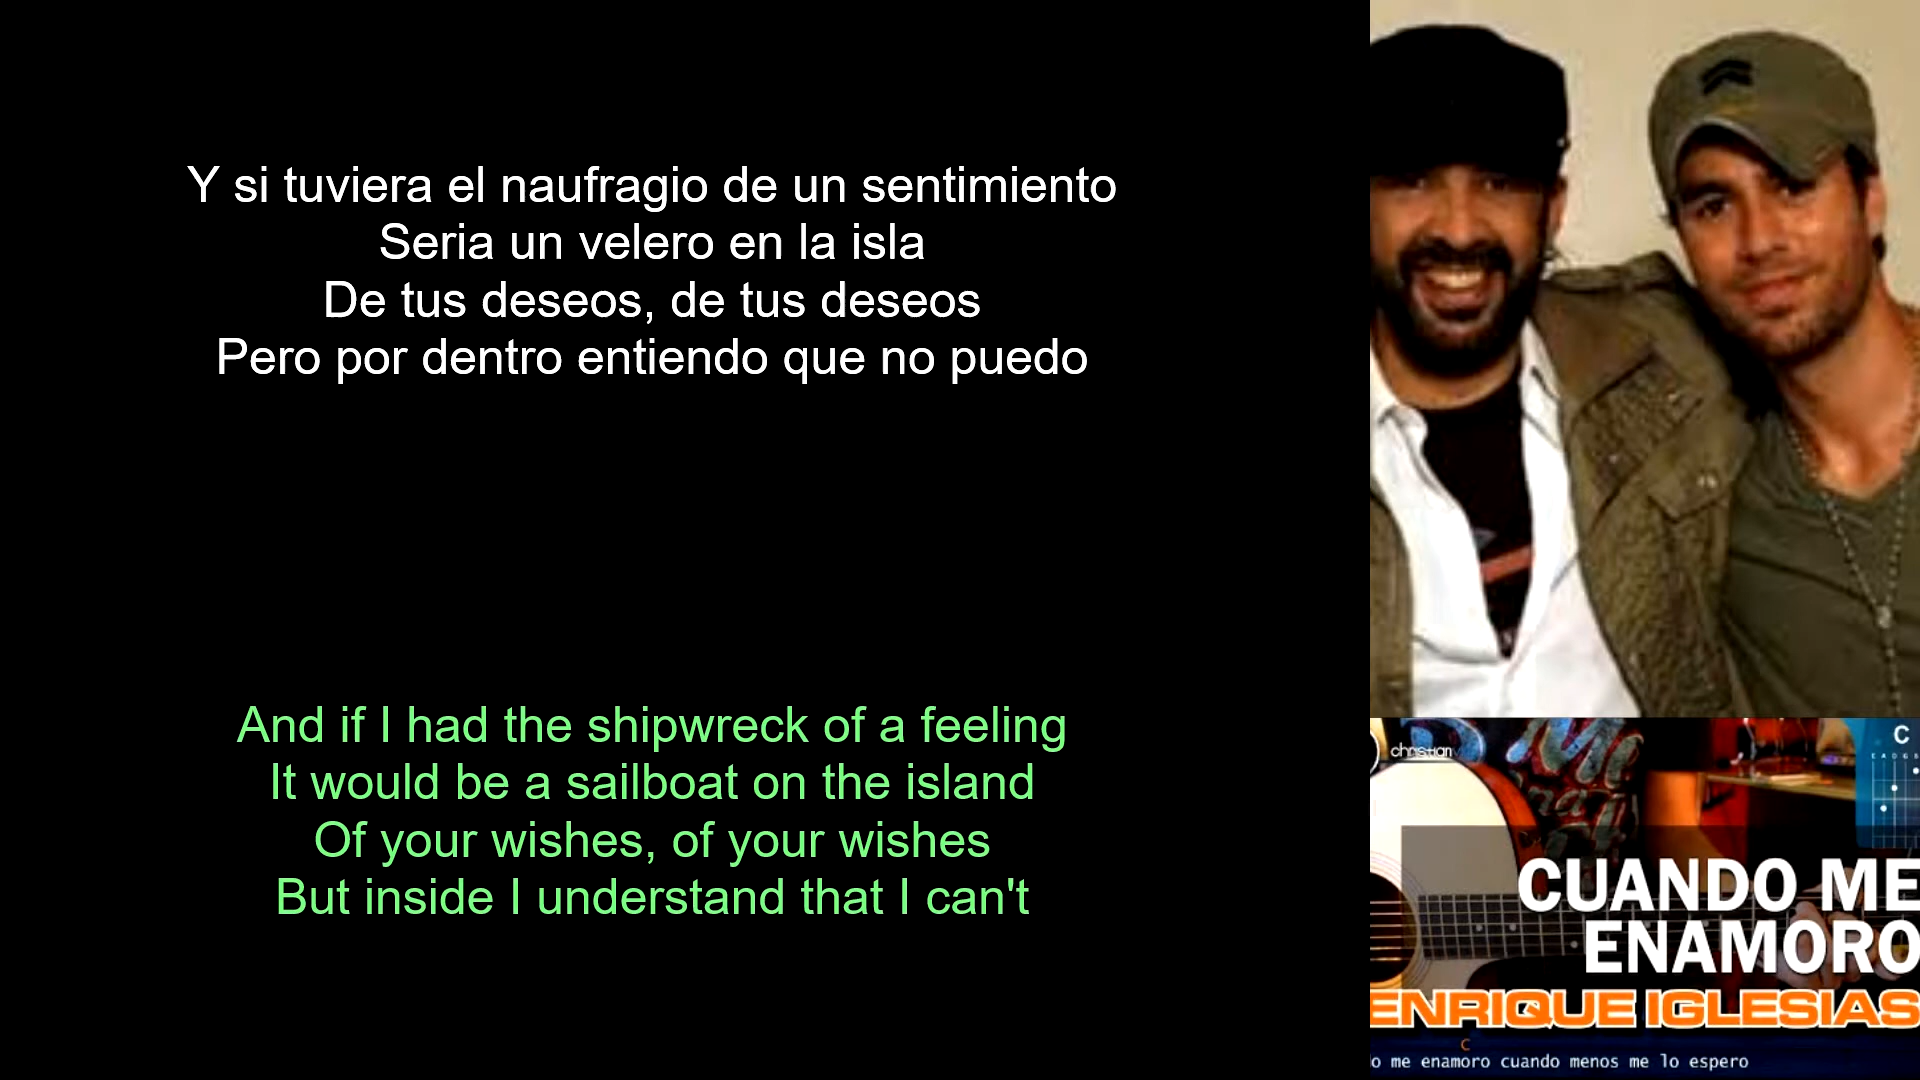 Y si tuviera el naufragio de un sentimiento
Seria un velero en la isla
De tus deseos, de tus deseos
Pero por dentro entiendo que no puedo
And if I had the shipwreck of a feeling
It would be a sailboat on the island
Of your wishes, of your wishes
But inside I understand that I can't
christian
C
E A D G B
CUANDO ME
ENAMORO
ENRIQUE IGLESIAS
C
o me enamoro cuando menos me lo espero